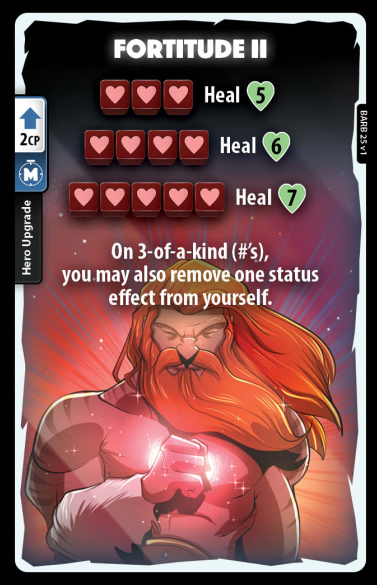 FORTITUDE II
Heal 5
2CP
M
Heal 6
Heal 7
Hero Upgrade
BARB 25 v1
On 3-of-a-kind (#'s),
you may also remove one status
effect from yourself.